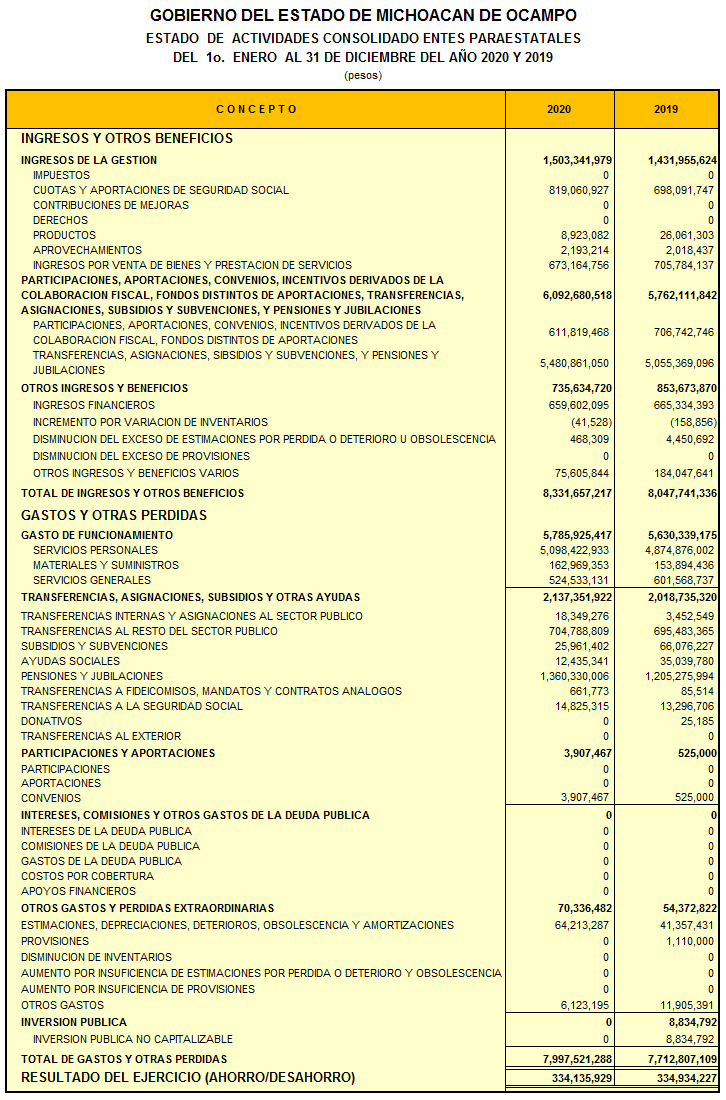 GOBIERNO DEL ESTADO DE MICHOACAN DE OCAMPO
ESTADO DE ACTIVIDADES CONSOLIDADO ENTES PARAESTATALES
DEL 1o. ENERO AL 31 DE DICIEMBRE DEL AÑO 2020 Y 2019
(pesos)
C O N C E P T O 2020 2019
INGRESOS Y OTROS BENEFICIOS
INGRESOS DE LA GESTION 1,503,341,979 1,431,955,624
IMPUESTOS 0 0
CUOTAS Y APORTACIONES DE SEGURIDAD SOCIAL 819,060,927 698,091,747
CONTRIBUCIONES DE MEJORAS 0 0
DERECHOS 0 0
PRODUCTOS 8,923,082 26,061,303
APROVECHAMIENTOS 2,193,214 2,018,437
INGRESOS POR VENTA DE BIENES Y PRESTACION DE SERVICIOS 673,164,756 705,784,137
PARTICIPACIONES, APORTACIONES, CONVENIOS, INCENTIVOS DERIVADOS DE LA
COLABORACION FISCAL, FONDOS DISTINTOS DE APORTACIONES, TRANSFERENCIAS, 6,092,680,518 5,762,111,842
ASIGNACIONES, SUBSIDIOS Y SUBVENCIONES, Y PENSIONES Y JUBILACIONES
PARTICIPACIONES, APORTACIONES, CONVENIOS, INCENTIVOS DERIVADOS DE LA
COLABORACION FISCAL, FONDOS DISTINTOS DE APORTACIONES 611,819,468 706,742,746
TRANSFERENCIAS, ASIGNACIONES, SIBSIDIOS Y SUBVENCIONES, Y PENSIONES Y
JUBILACIONES 5,480,861,050 5,055,369,096
OTROS INGRESOS Y BENEFICIOS 735,634,720 853,673,870
INGRESOS FINANCIEROS 659,602,095 665,334,393
INCREMENTO POR VARIACION DE INVENTARIOS (41,528) (158,856)
DISMINUCION DEL EXCESO DE ESTIMACIONES POR PERDIDA O DETERIORO U OBSOLESCENCIA 468,309 4,450,692
DISMINUCION DEL EXCESO DE PROVISIONES 0 0
OTROS INGRESOS Y BENEFICIOS VARIOS 75,605,844 184,047,641
TOTAL DE INGRESOS Y OTROS BENEFICIOS 8,331,657,217 8,047,741,336
GASTOS Y OTRAS PERDIDAS
GASTO DE FUNCIONAMIENTO 5,785,925,417 5,630,339,175
SERVICIOS PERSONALES 5,098,422,933 4,874,876,002
MATERIALES Y SUMINISTROS 162,969,353 153,894,436
SERVICIOS GENERALES 524,533,131 601,568,737
TRANSFERENCIAS, ASIGNACIONES, SUBSIDIOS Y OTRAS AYUDAS 2,137,351,922 2,018,735,320
TRANSFERENCIAS INTERNAS Y ASIGNACIONES AL SECTOR PUBLICO 18,349,276 3,452,549
TRANSFERENCIAS AL RESTO DEL SECTOR PUBLICO 704,788,809 695,483,365
SUBSIDIOS Y SUBVENCIONES 25,961,402 66,076,227
AYUDAS SOCIALES 12,435,341 35,039,780
PENSIONES Y JUBILACIONES 1,360,330,006 1,205,275,994
TRANSFERENCIAS A FIDEICOMISOS, MANDATOS Y CONTRATOS ANALOGOS 661,773 85,514
TRANSFERENCIAS A LA SEGURIDAD SOCIAL 14,825,315 13,296,706
DONATIVOS 0 25,185
TRANSFERENCIAS AL EXTERIOR 0 0
PARTICIPACIONES Y APORTACIONES 3,907,467 525,000
PARTICIPACIONES 0 0
APORTACIONES 0 0
CONVENIOS 3,907,467 525,000
INTERESES, COMISIONES Y OTROS GASTOS DE LA DEUDA PUBLICA 0 0
INTERESES DE LA DEUDA PUBLICA 0 0
COMISIONES DE LA DEUDA PUBLICA 0 0
GASTOS DE LA DEUDA PUBLICA 0 0
COSTOS POR COBERTURA 0 0
APOYOS FINANCIEROS 0 0
OTROS GASTOS Y PERDIDAS EXTRAORDINARIAS 70,336,482 54,372,822
ESTIMACIONES, DEPRECIACIONES, DETERIOROS, OBSOLESCENCIA Y AMORTIZACIONES 64,213,287 41,357,431
PROVISIONES 0 1,110,000
DISMINUCION DE INVENTARIOS 0 0
AUMENTO POR INSUFICIENCIA DE ESTIMACIONES POR PERDIDA O DETERIORO Y OBSOLESCENCIA 0 0
AUMENTO POR INSUFICIENCIA DE PROVISIONES 0 0
OTROS GASTOS 6,123,195 11,905,391
INVERSION PUBLICA 0 8,834,792
INVERSION PUBLICA NO CAPITALIZABLE 0 8,834,792
TOTAL DE GASTOS Y OTRAS PERDIDAS 7,997,521,288 7,712,807,109
RESULTADO DEL EJERCICIO (AHORRO/DESAHORRO) 334,135,929 334,934,227